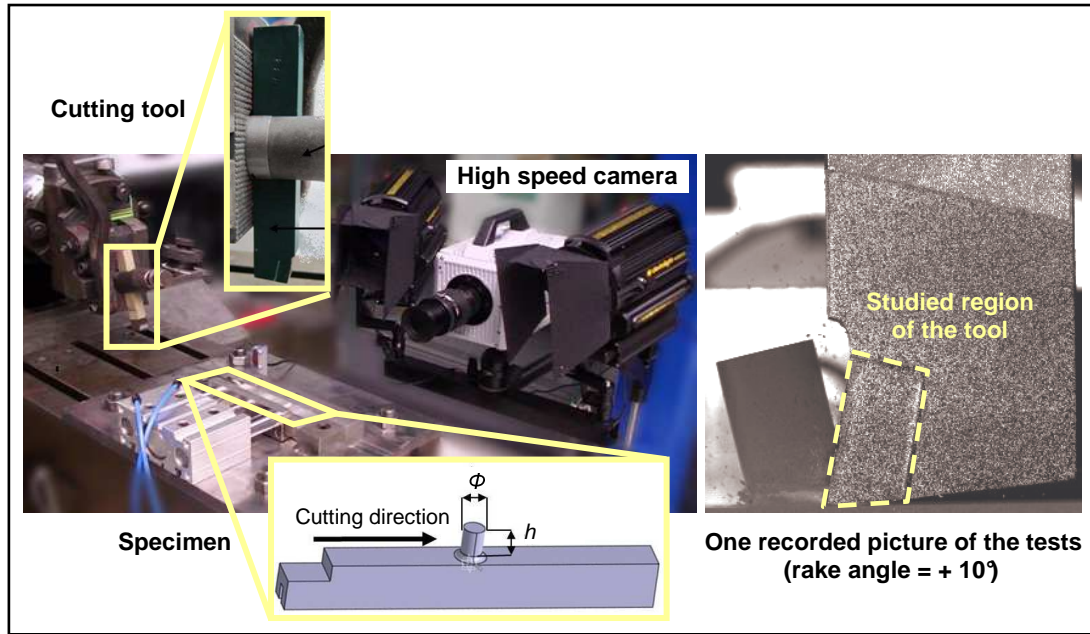 Cutting tool
High speed camera
Studied region
of the tool
Φ
Cutting direction
h
Specimen
One recorded picture of the tests
(rake angle = + 10°)